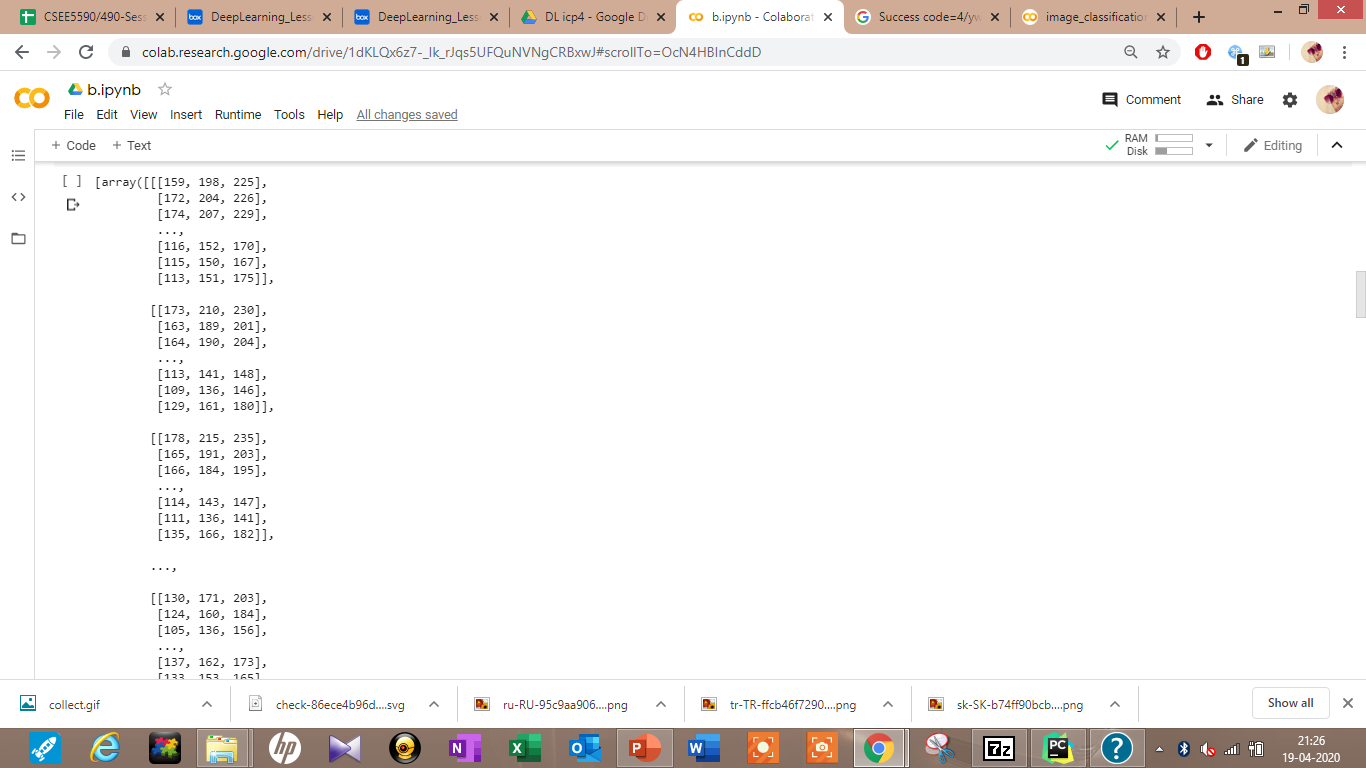 CSEE5590/490-Sess
DeepLearning_Less
DeepLearning_Less
DL icp4 - Google D
b.ipynb - Colaborat
Success code=4/yw
image_classification
colab.research.google.com/drive/1dKLQx6z7-_lk_rJqs5UFQuNVNgCRBxwJ#scrollTo=OcN4HBInCddD
1
b.ipynb
File Edit View Insert Runtime Tools Help All changes saved
Comment Share
+ Code + Text
RAM
Disk
Editing
[ ] [array([[[159, 198, 225],
[172, 204, 226],
[174, 207, 229],
...,
[116, 152, 170],
[115, 150, 167],
[113, 151, 175]],
[[173, 210, 230],
[163, 189, 201],
[164, 190, 204],
...,
[113, 141, 148],
[109, 136, 146],
[129, 161, 180]],
[[178, 215, 235],
[165, 191, 203],
[166, 184, 195],
...,
[114, 143, 147],
[111, 136, 141],
[135, 166, 182]],
...,
[[130, 171, 203],
[124, 160, 184],
[105, 136, 156],
...,
[137, 162, 173],
[133, 153, 165],
collect.gif
check-86ece4b96d....svg
ru-RU-95c9aa906....png
tr-TR-ffcb46f7290....png
sk-SK-b74ff90bcb....png
Show all
21:26
19-04-2020